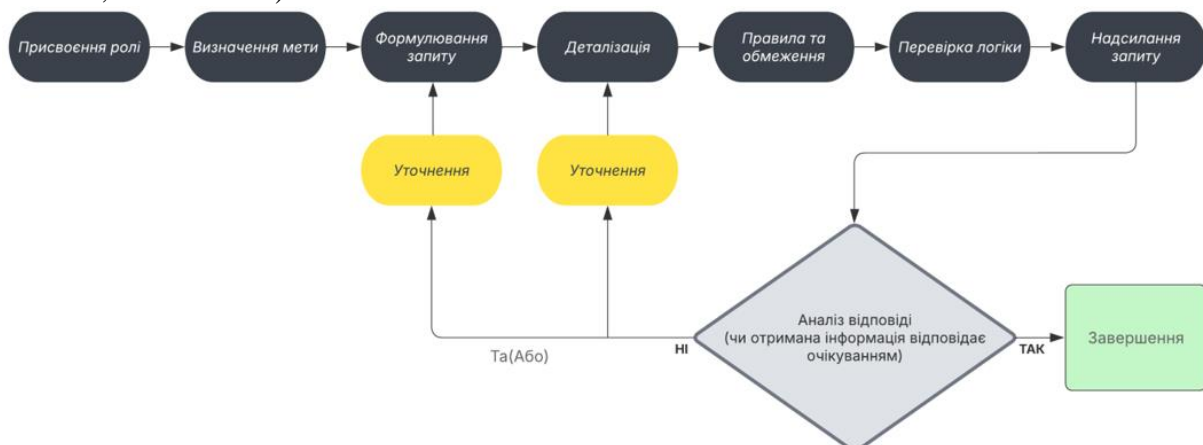 Присвоєння ролі
Визначення мети
Формулювання
запиту
Деталізація
Правила та
обмеження
Перевірка логіки
Надсилання
запиту
Уточнення
Уточнення
Аналіз відповіді
(чи отримана інформація відповідає
очікуванням)
НІ
ТАК
Та(Або)
Завершення